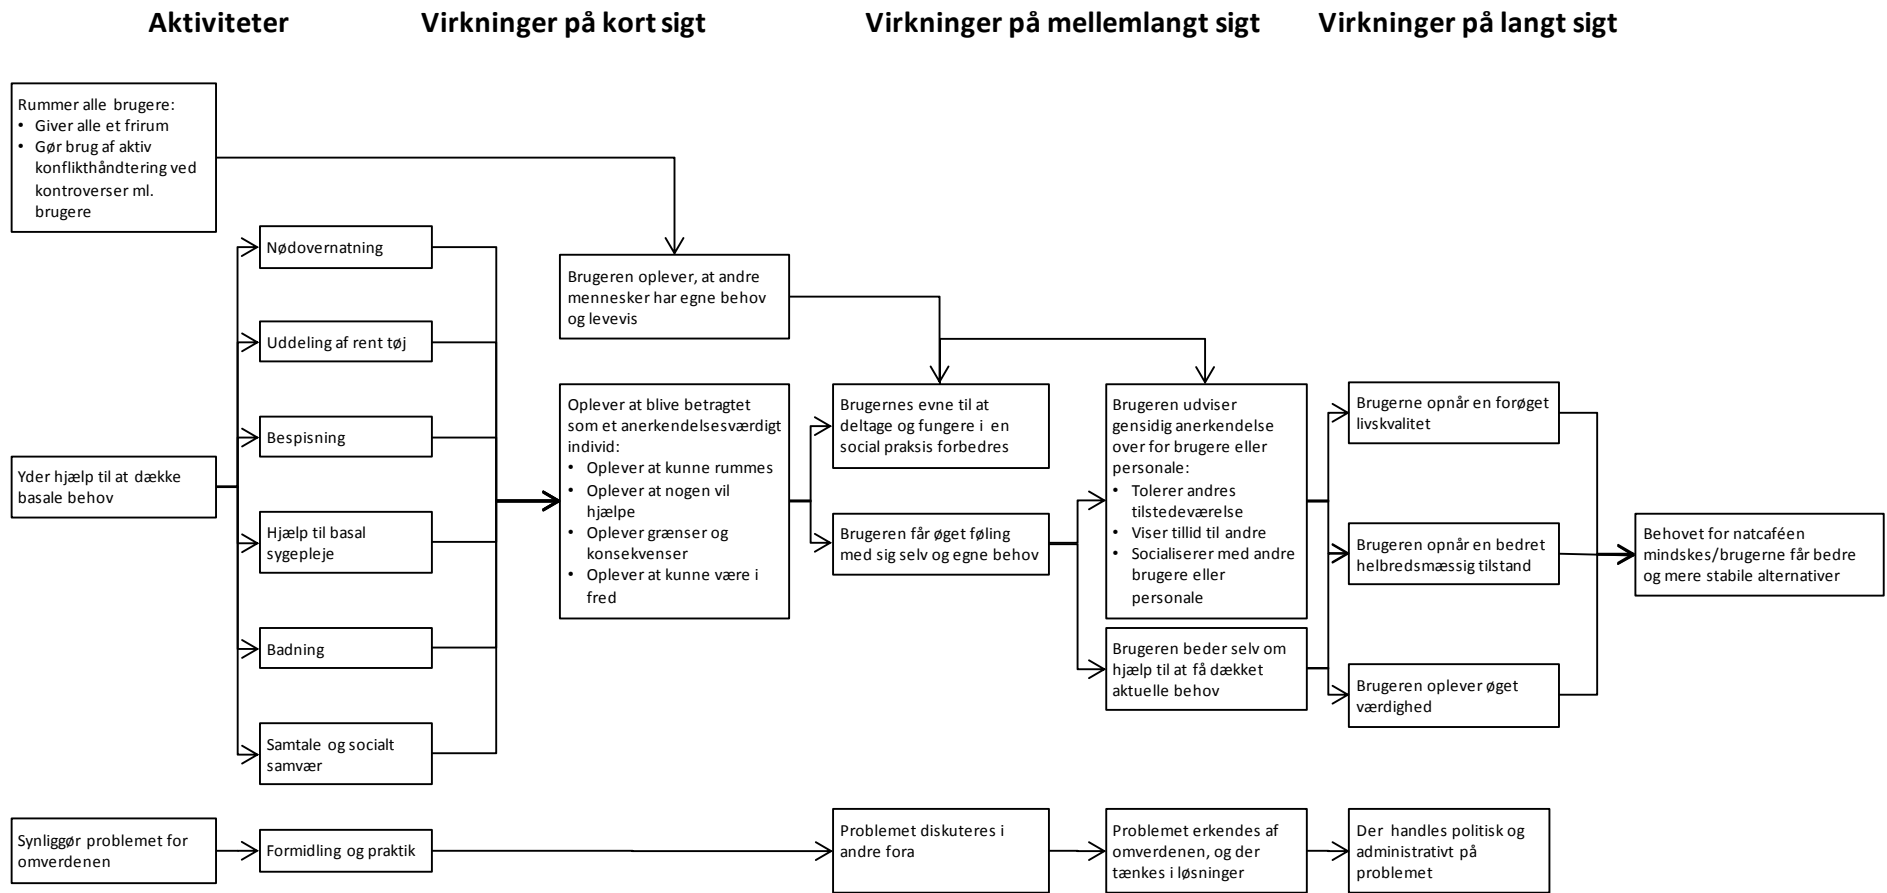 Aktiviteter
Virkninger på kort sigt
Virkninger på mellemlangt sigt
Virkninger på langt sigt
Rummer alle brugere:
• Giver alle et frirum
• Gør brug af aktiv
konflikthåndtering ved
kontroverser ml.
brugere
Yder hjælp til at dække
basale behov
Nødovernatning
Uddeling af rent tøj
Bespisning
Hjælp til basal
sygepleje
Badning
Samtale og socialt
samvær
Brugeren oplever, at andre
mennesker har egne behov
og levevis
Oplever at blive betragtet
som et anerkendelsesværdigt
individ:
• Oplever at kunne rummes
• Oplever at nogen vil
hjælpe
• Oplever grænser og
konsekvenser
• Oplever at kunne være i
fred
Brugernes evne til at
deltage og fungere i en
social praksis forbedres
Brugeren får øget føling
med sig selv og egne behov
Brugeren udviser
gensidig anerkendelse
over for brugere eller
personale:
• Tolerer andres
tilstedeværelse
• Viser tillid til andre
• Socialiserer med andre
brugere eller
personale
Brugeren beder selv om
hjælp til at få dækket
aktuelle behov
Brugerne opnår en forøget
livskvalitet
Brugeren opnår en bedret
helbredsmæssig tilstand
Brugeren oplever øget
værdighed
Behovet for natcaféen
mindskes/brugerne får bedre
og mere stabile alternativer
Synliggør problemet for
omverdenen
Formidling og praktik
Problemet diskuteres i
andre fora
Problemet erkendes af
omverdenen, og der
tænkes i løsninger
Der handles politisk og
administrativt på
problemet